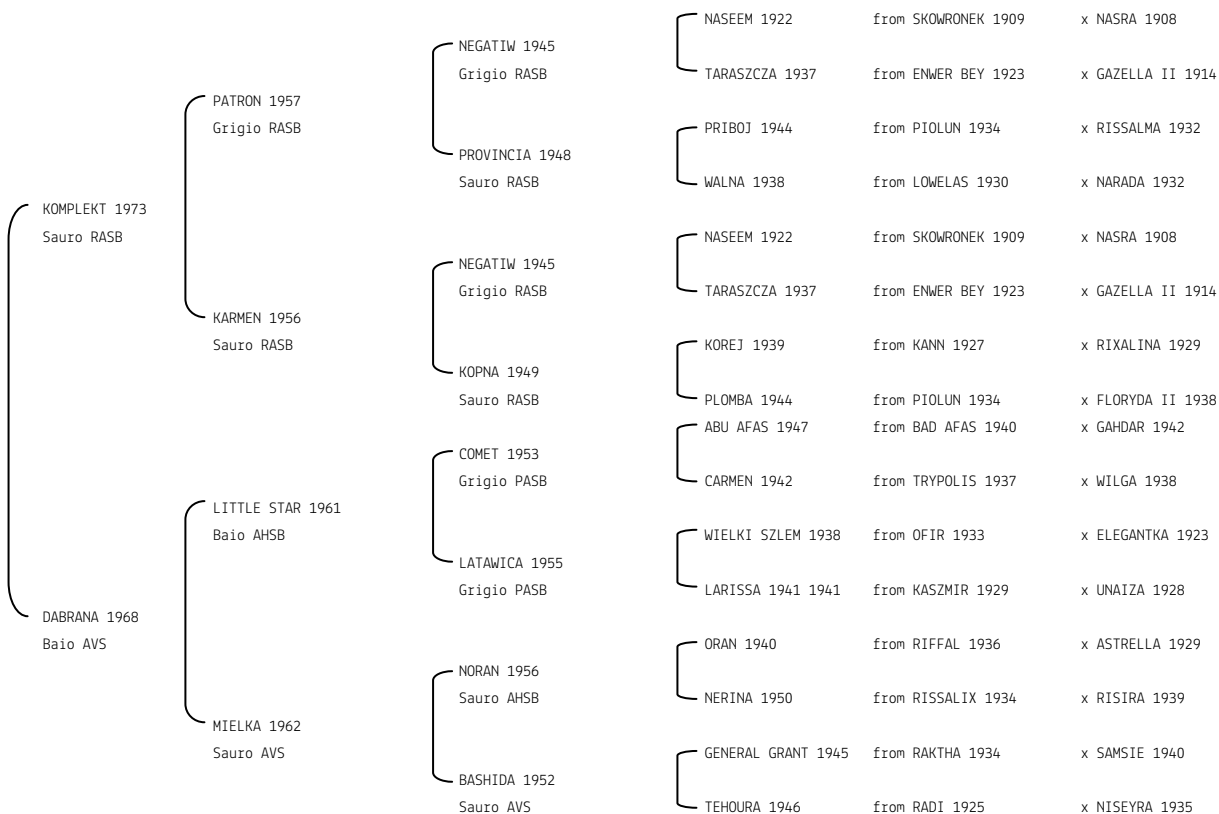 NASEEM 1922 from SKOWRONEK 1909 x NASRA 1908
NEGATIW 1945
Grigio RASB
TARASZCZA 1937 from ENWER BEY 1923 x GAZELLA II 1914
PATRON 1957
Grigio RASB
PRIBOJ 1944 from PIOLUN 1934 x RISSALMA 1932
PROVINCIA 1948
Sauro RASB
WALNA 1938 from LOWELAS 1930 x NARADA 1932
KOMPLEKT 1973
Sauro RASB
NASEEM 1922 from SKOWRONEK 1909 x NASRA 1908
NEGATIW 1945
Grigio RASB
TARASZCZA 1937 from ENWER BEY 1923 x GAZELLA II 1914
KARMEN 1956
Sauro RASB
KOREJ 1939 from KANN 1927 x RIXALINA 1929
KOPNA 1949
Sauro RASB
PLOMBA 1944 from PIOLUN 1934 x FLORYDA II 1938
ABU AFAS 1947 from BAD AFAS 1940 x GAHDAR 1942
COMET 1953
Grigio PASB
CARMEN 1942 from TRYPOLIS 1937 x WILGA 1938
LITTLE STAR 1961
Baio AHSB
WIELKI SZLEM 1938 from OFIR 1933 x ELEGANTKA 1923
LATAWICA 1955
Grigio PASB
LARISSA 1941 1941 from KASZMIR 1929 x UNAIZA 1928
DABRANA 1968
Baio AVS
ORAN 1940 from RIFFAL 1936 x ASTRELLA 1929
NORAN 1956
Sauro AHSB
NERINA 1950 from RISSALIX 1934 x RISIRA 1939
MIELKA 1962
Sauro AVS
GENERAL GRANT 1945 from RAKTHA 1934 x SAMSIE 1940
BASHIDA 1952
Sauro AVS
TEHOURA 1946 from RADI 1925 x NISEYRA 1935